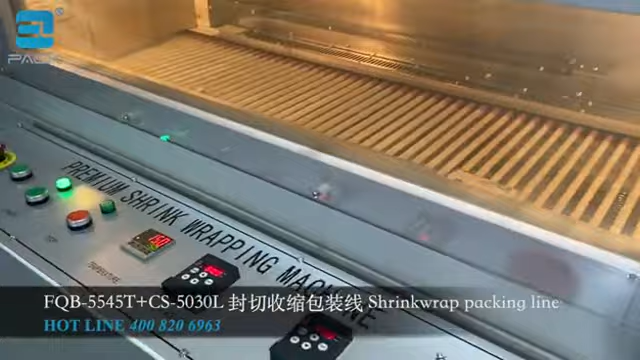 PREMIUM SHRINK WRAPPING MACHINE
TEMPERATURE
FQB-5545T+CS-5030L 封切收缩包装线 Shrinkwrap packing line
HOT LINE 400 820 6963